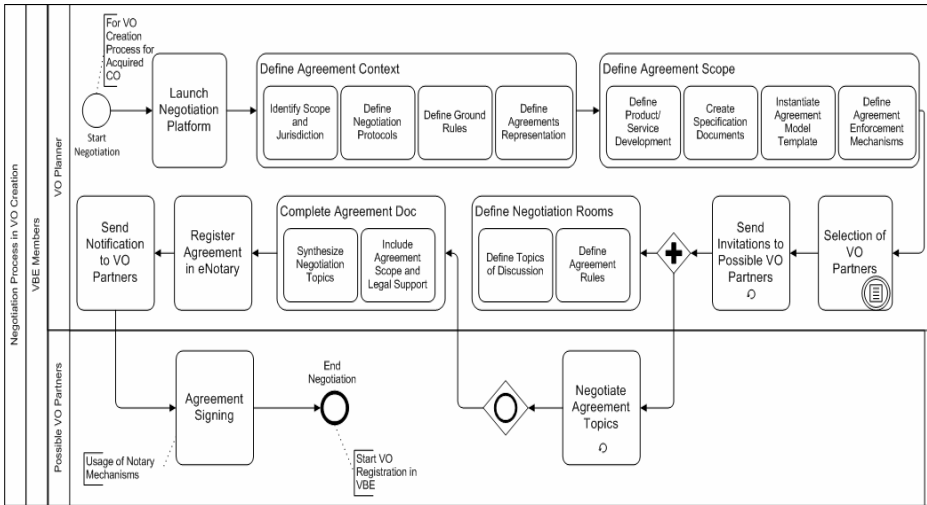 Negotiation Process in VO Creation
VBE Members
VO Planner
For VO
Creation
Process for
Acquired
CO
Start
Negotiation
Launch
Negotiation
Platform
Define Agreement Context
Identify Scope
and
Jurisdiction
Define
Negotiation
Protocols
Define Ground
Rules
Define
Agreements
Representation
Define Agreement Scope
Define
Product/
Service
Development
Create
Specification
Documents
Instantiate
Agreement
Model
Template
Define
Agreement
Enforcement
Mechanisms
Send
Notification
to VO
Partners
Register
Agreement
in eNotary
Complete Agreement Doc
Synthesize
Negotiation
Topics
Include
Agreement
Scope and
Legal Support
Define Negotiation Rooms
Define Topics
of Discussion
Define
Agreement
Rules
Send
Invitations to
Possible VO
Partners
Selection of
VO
Partners
Possible VO Partners
Agreement
Signing
Usage of Notary
Mechanisms
End
Negotiation
Start VO
Registration in
VBE
Negotiate
Agreement
Topics